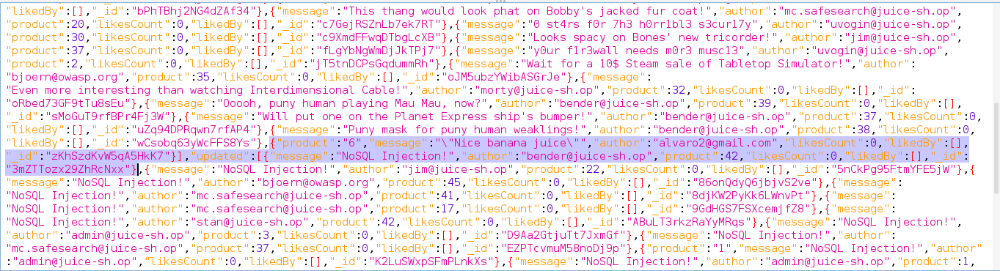 "likedBy":[],"_id":"bPhTBhj2NG4dZAf34"},{"message":"This thang would look phat on Bobby's jacked fur coat!","author":"mc.safesearch@juice-sh.op",
"product":20,"likesCount":0,"likedBy":[],"_id":"c7GejRSZnLb7ek7RT"},{"message":"0 st4rs f0r 7h3 h0rr1bl3 s3cur17y","author":"uvogin@juice-sh.op",
"product":30,"likesCount":0,"likedBy":[],"_id":"c9XmdFFwqDTbgLcXB"},{"message":"Looks spacy on Bones' new tricorder!","author":"jim@juice-sh.op",
"product":37,"likesCount":0,"likedBy":[],"_id":"fLgYbNgWmDjJkTPj7"},{"message":"y0ur f1r3wall needs m0r3 musc13","author":"uvogin@juice-sh.op",
"product":2,"likesCount":0,"likedBy":[],"_id":"jT5tnDCPsGqdummRh"},{"message":"Wait for a 10$ Steam sale of Tabletop Simulator!","author":
"bjoern@owasp.org","product":35,"likesCount":0,"likedBy":[],"_id":"oJM5ubzYWibASGrJe"},{"message":
"Even more interesting than watching Interdimensional Cable!","author":"morty@juice-sh.op","product":32,"likesCount":0,"likedBy":[],"_id":
"oRbed73GF9tTu8sEu"},{"message":"Ooooh, puny human playing Mau Mau, now?","author":"bender@juice-sh.op","product":39,"likesCount":0,"likedBy":[],
"_id":"sMoGuT9rfBPr4Fj3W"},{"message":"Will put one on the Planet Express ship's bumper!","author":"bender@juice-sh.op","product":37,"likesCount":0,
"likedBy":[],"_id":"uZq94DPRqwn7rfAP4"},{"message":"Puny mask for puny human weaklings!","author":"bender@juice-sh.op","product":38,"likesCount":0,
"likedBy":[],"_id":"wCsobq63yWcFFS8Ys"},{"product":"6","message":"\"Nice banana juice\"","author":"alvaro2@gmail.com","likesCount":0,"likedBy":[],
"_id":"zKhSzdKvW5qA5HkK7"}],"updated":[{"message":"NoSQL Injection!","author":"bender@juice-sh.op","product":42,"likesCount":0,"likedBy":[],"_id":
"3mZTTozx29ZhRcNxx"},{"message":"NoSQL Injection!","author":"jim@juice-sh.op","product":22,"likesCount":0,"likedBy":[],"_id":"5nCkPg95FtmYFE5jW"},{
"message":"NoSQL Injection!","author":"bjoern@owasp.org","product":45,"likesCount":0,"likedBy":[],"_id":"86onQdyQ6jbjvS2ve"},{"message":
"NoSQL Injection!","author":"mc.safesearch@juice-sh.op","product":41,"likesCount":0,"likedBy":[],"_id":"8djKW2PyKk6LWnvPt"},{"message":
"NoSQL Injection!","author":"mc.safesearch@juice-sh.op","product":17,"likesCount":0,"likedBy":[],"_id":"9GdHGS7FSXcemjfZ8"},{"message":
"NoSQL Injection!","author":"stan@juice-sh.op","product":42,"likesCount":0,"likedBy":[],"_id":"ABuLT3rkzRaYyMRqs"},{"message":"NoSQL Injection!",
"author":"admin@juice-sh.op","product":3,"likesCount":0,"likedBy":[],"_id":"D9Aa2GtjuTt7JxmGf"},{"message":"NoSQL Injection!","author":
"mc.safesearch@juice-sh.op","product":37,"likesCount":0,"likedBy":[],"_id":"EZPTcvmuM58noDj9p"},{"product":"1","message":"NoSQL Injection!","author"
:"admin@juice-sh.op","likesCount":0,"likedBy":[],"_id":"K2LuSWxpSFmPLnkXs"},{"message":"NoSQL Injection!","author":"admin@juice-sh.op","product":1,